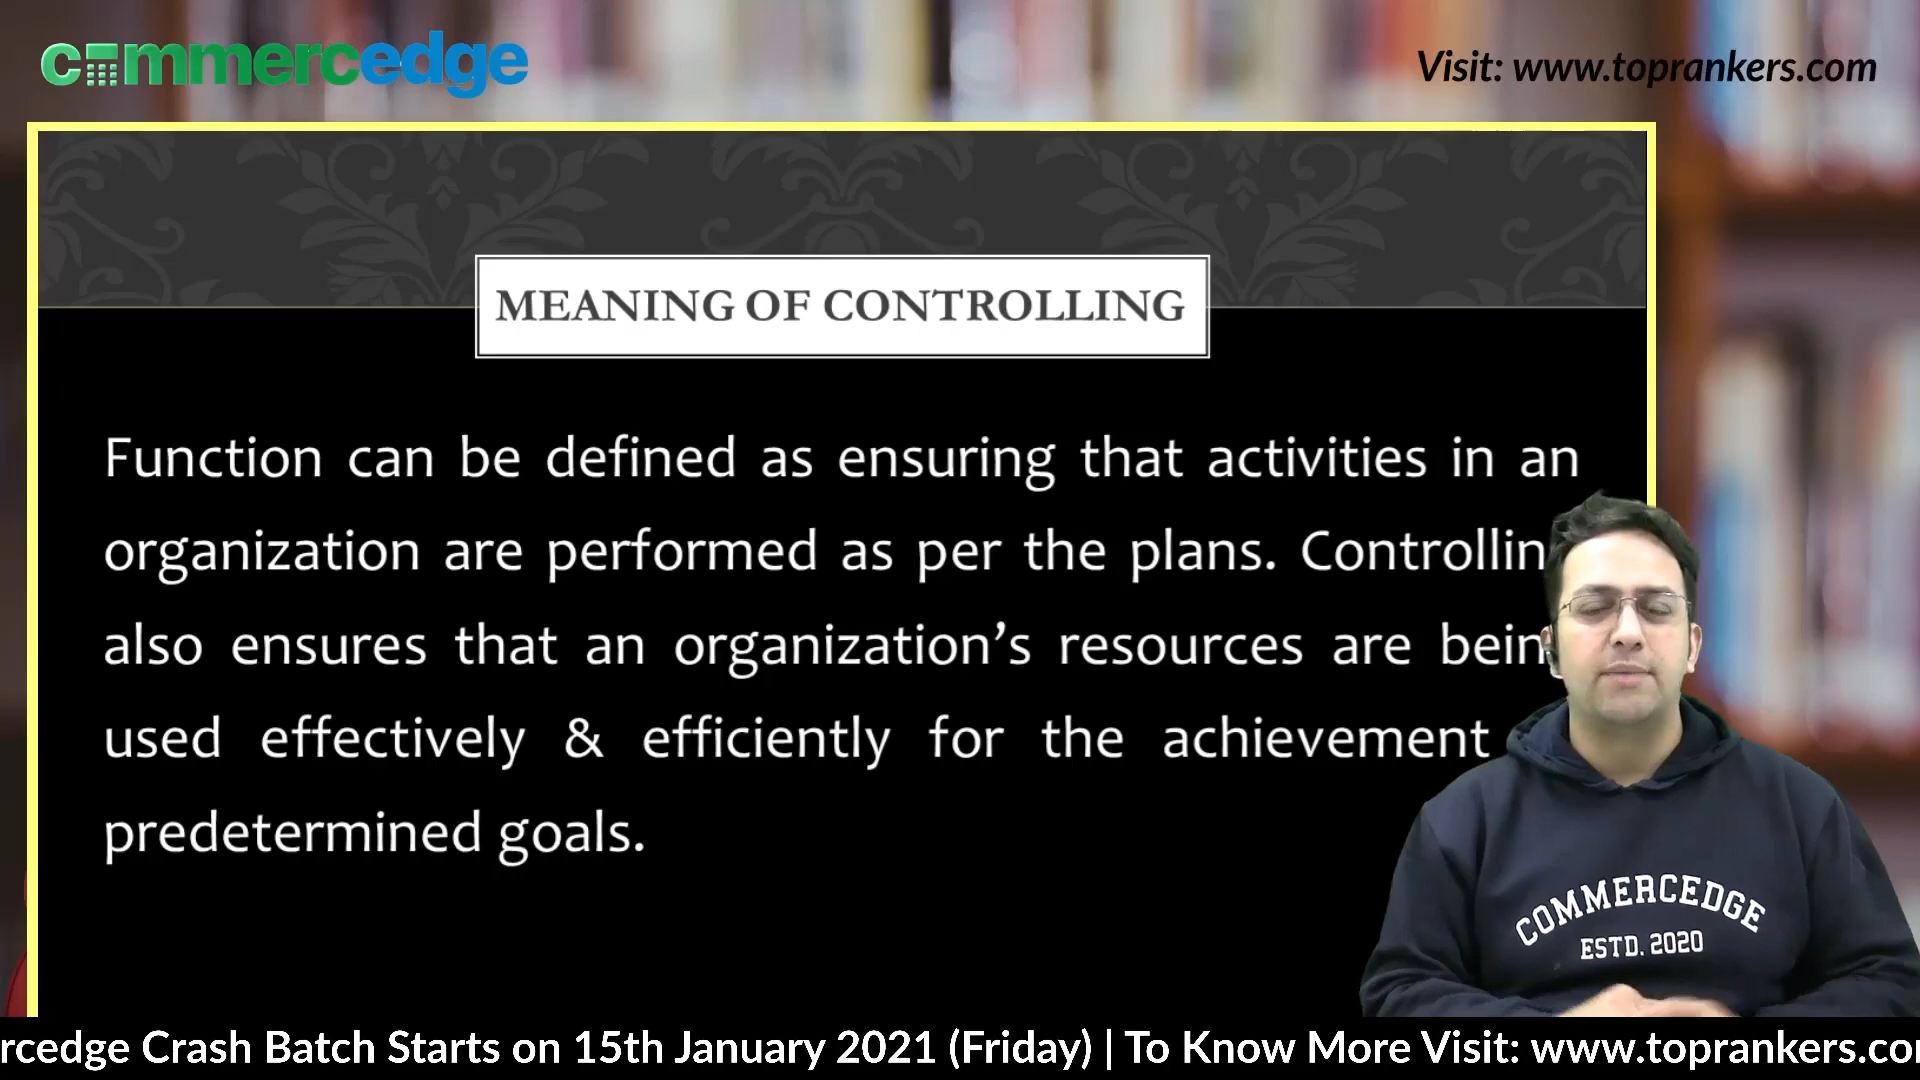 commercedge
Visit: www.toprankers.com
MEANING OF CONTROLLING
Function can be defined as ensuring that activities in an
organization are performed as per the plans. Controllin
also ensures that an organization’s resources are bein
used effectively & efficiently for the achievement
predetermined goals.
COMMERCEDGE
ESTD. 2020
rcedge Crash Batch Starts on 15th January 2021 (Friday) | To Know More Visit: www.toprankers.co